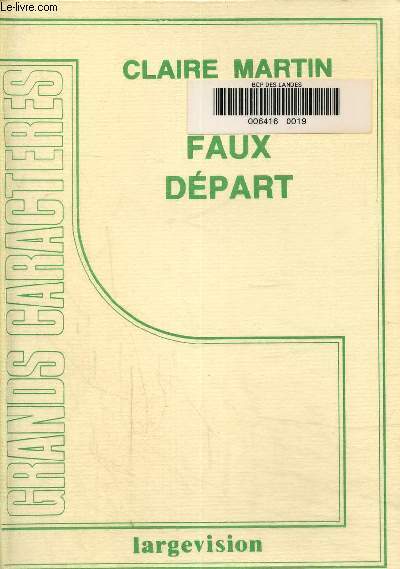 Le-livre.com
CLAIRE MARTIN
BCP DES LANDES
006416 0019
FAUX
DÉPART
GRANDS CARACTERES
largevision